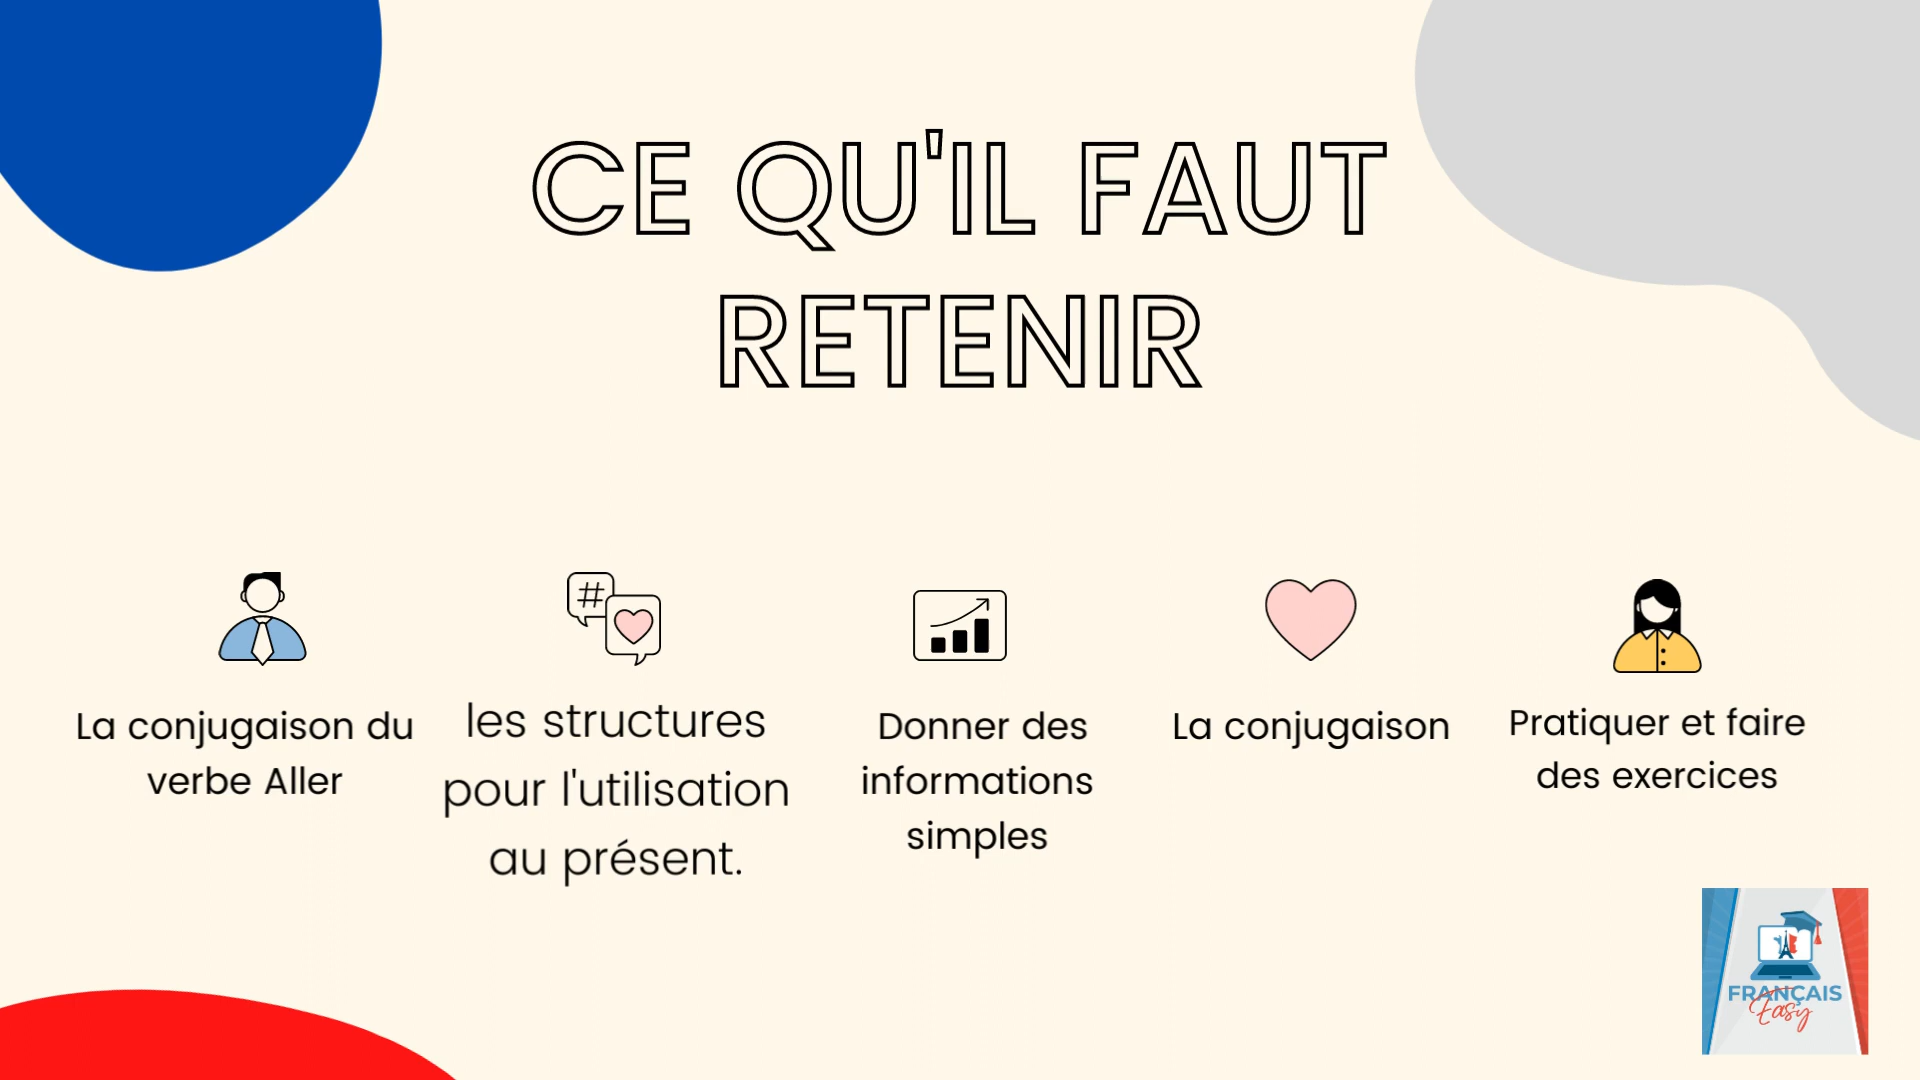 CE QU'IL FAUT
RETENIR
#
La conjugaison du
verbe Aller
les structures
pour l'utilisation
au présent.
Donner des
informations
simples
La conjugaison
Pratiquer et faire
des exercices
FRANÇAIS
Easy